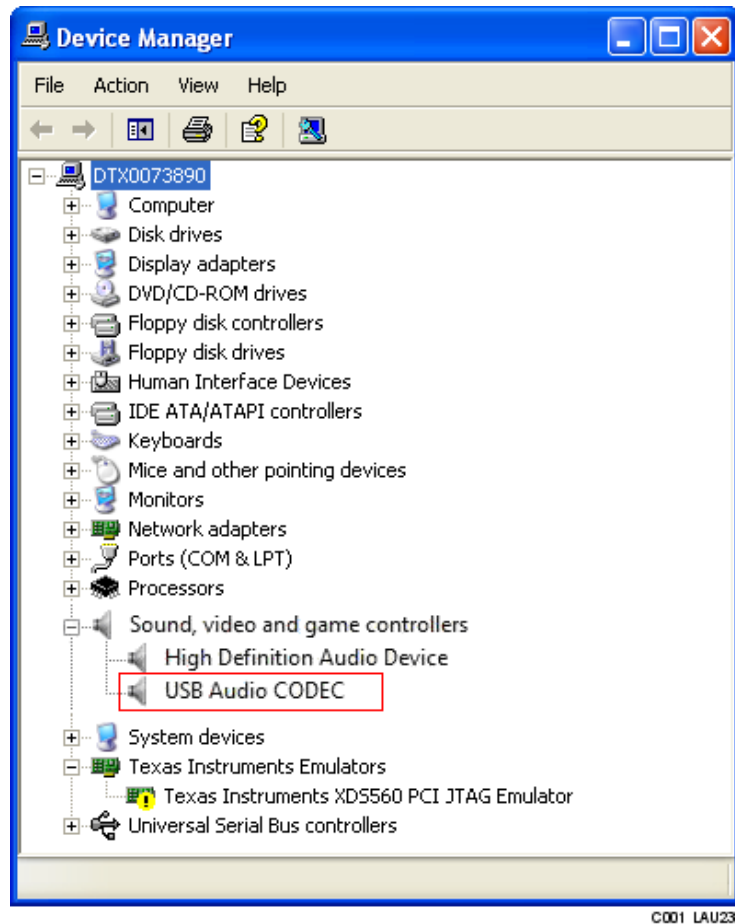 Device Manager
File Action View Help
DTX0073890
Computer
Disk drives
Display adapters
DVD/CD-ROM drives
Floppy disk controllers
Floppy disk drives
Human Interface Devices
IDE ATA/ATAPI controllers
Keyboards
Mice and other pointing devices
Monitors
Network adapters
Ports (COM & LPT)
Processors
Sound, video and game controllers
High Definition Audio Device
USB Audio CODEC
System devices
Texas Instruments Emulators
Texas Instruments XDS560 PCI JTAG Emulator
Universal Serial Bus controllers
C001_LAU23